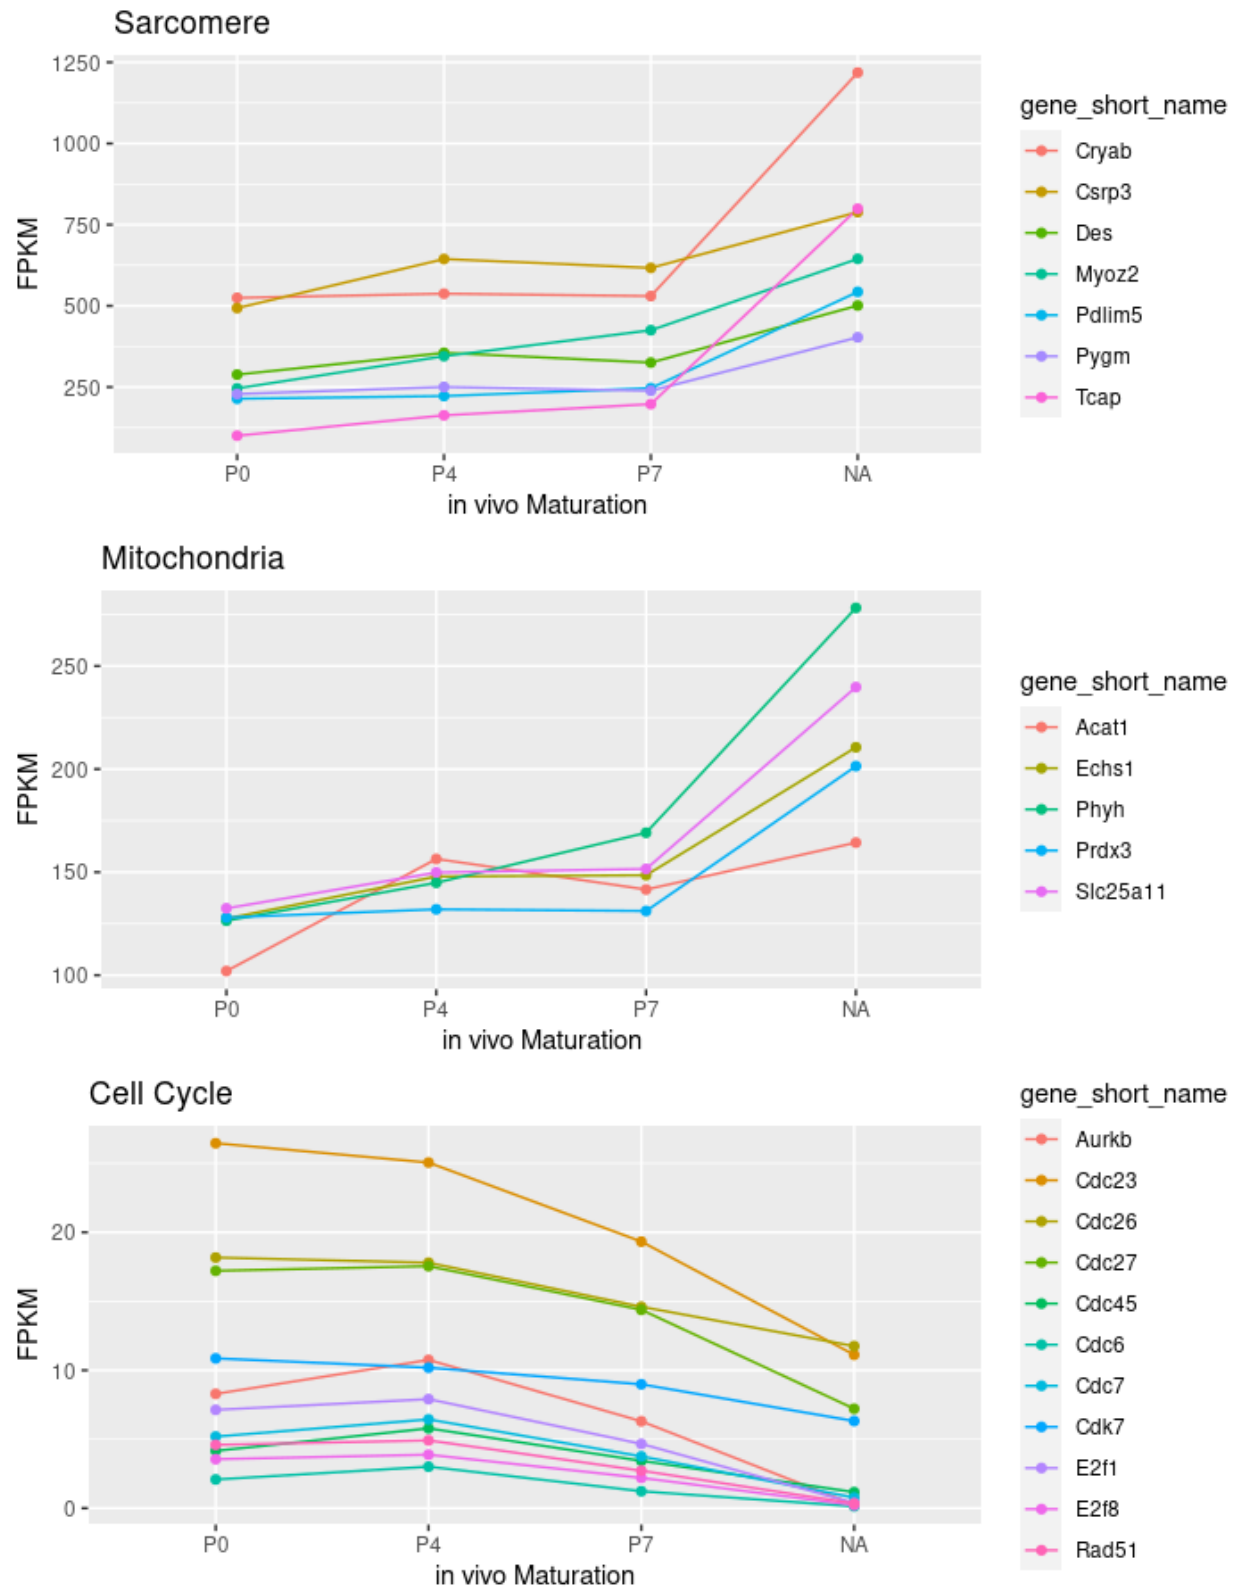 Sarcomere
1250
1000
750
500
250
FPKM
P0 P4 P7 NA
in vivo Maturation
gene_short_name
Cryab
Csrp3
Des
Myoz2
Pdlim5
Pygm
Tcap
Mitochondria
250
200
150
100
FPKM
P0 P4 P7 NA
in vivo Maturation
gene_short_name
Acat1
Echs1
Phyh
Prdx3
Slc25a11
Cell Cycle
20
10
0
FPKM
P0 P4 P7 NA
in vivo Maturation
gene_short_name
Aurkb
Cdc23
Cdc26
Cdc27
Cdc45
Cdc6
Cdc7
Cdk7
E2f1
E2f8
Rad51